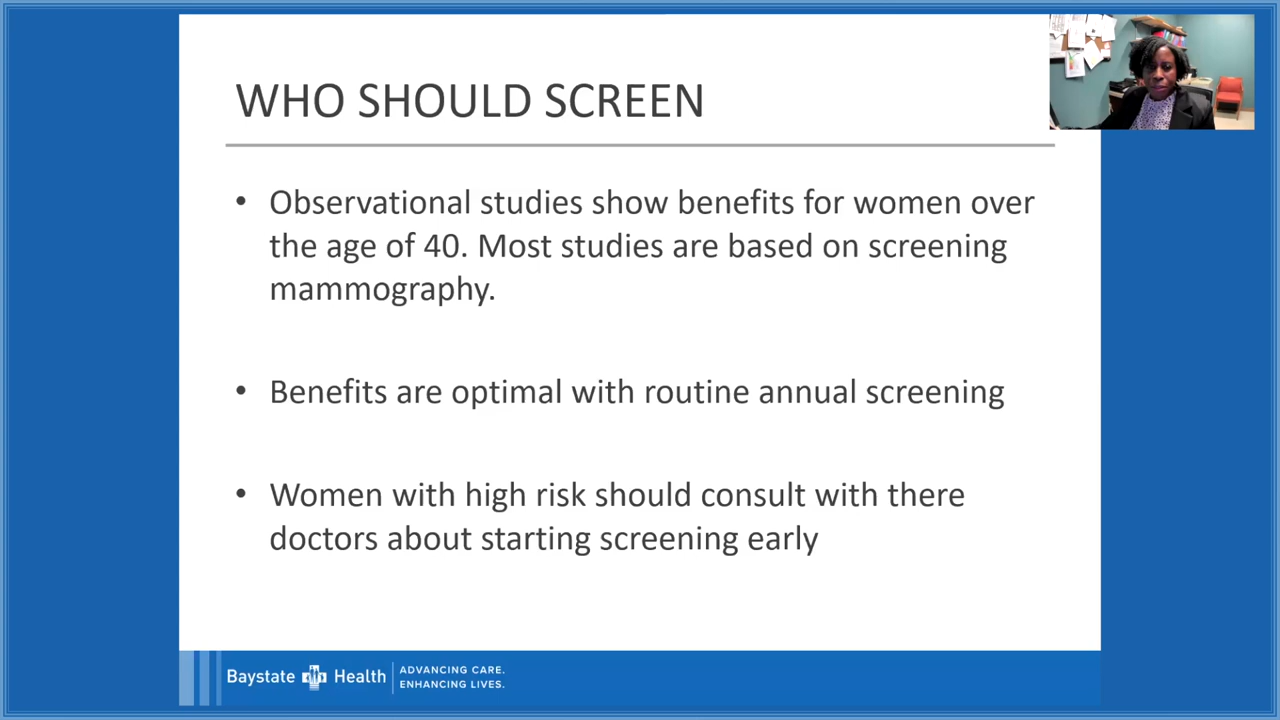 WHO SHOULD SCREEN
• Observational studies show benefits for women over
the age of 40. Most studies are based on screening
mammography.
• Benefits are optimal with routine annual screening
• Women with high risk should consult with there
doctors about starting screening early
Baystate Health
ADVANCING CARE.
ENHANCING LIVES.